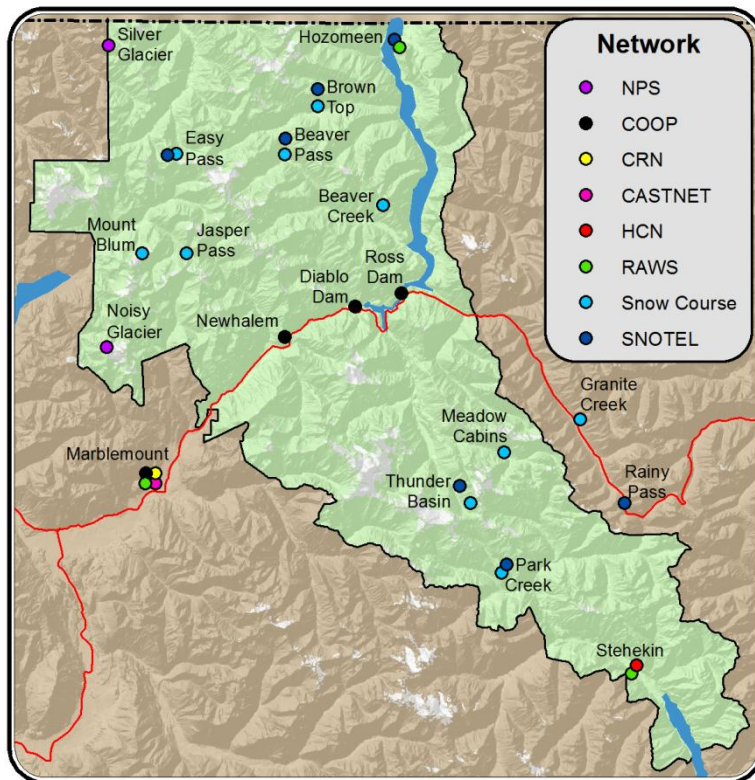 Silver
Glacier
Hozomeen
Brown
Top
Easy
Pass
Beaver
Pass
Beaver
Creek
Mount
Blum
Jasper
Pass
Ross
Dam
Diablo
Dam
Noisy
Glacier
Newhalem
Granite
Creek
Meadow
Cabins
Marblemount
Thunder
Basin
Rainy
Pass
Park
Creek
Stehekin
Network
NPS
COOP
CRN
CASTNET
HCN
RAWS
Snow Course
SNOTEL